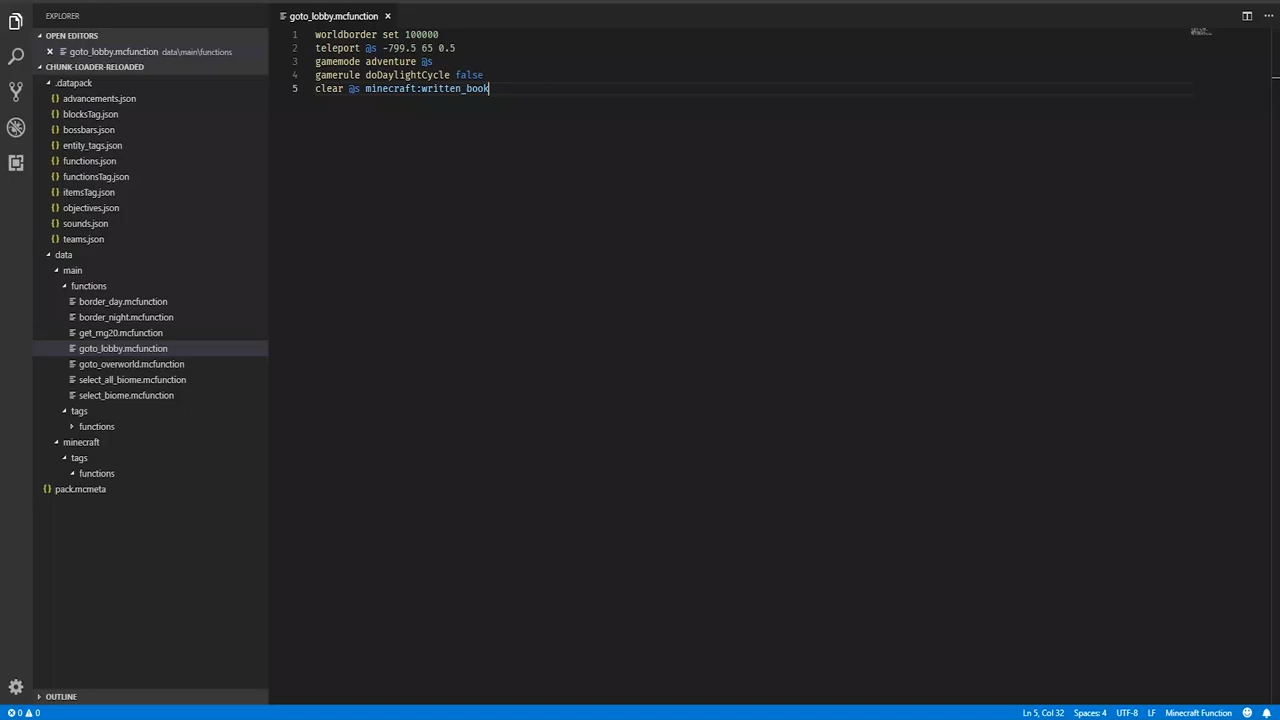 EXPLORER
OPEN EDITORS
goto_lobby.mcfunction data\main\functions
CHUNK-LOADER-RELOADED
.datapack
{} advancements.json
{} blocksTag.json
{} bossbars.json
{} entity_tags.json
{} functions.json
{} functionsTag.json
{} itemsTag.json
{} objectives.json
{} sounds.json
{} teams.json
data
main
functions
border_day.mcfunction
border_night.mcfunction
get_rng20.mcfunction
goto_lobby.mcfunction
goto_overworld.mcfunction
select_all_biome.mcfunction
select_biome.mcfunction
tags
functions
minecraft
tags
functions
{} pack.mcmeta
OUTLINE
goto_lobby.mcfunction
1 worldborder set 100000
2 teleport @s -799.5 65 0.5
3 gamemode adventure @s
4 gamerule doDaylightCycle false
5 clear @s minecraft:written_book
0 0 Ln 5, Col 32 Spaces: 4 UTF-8 LF Minecraft Function